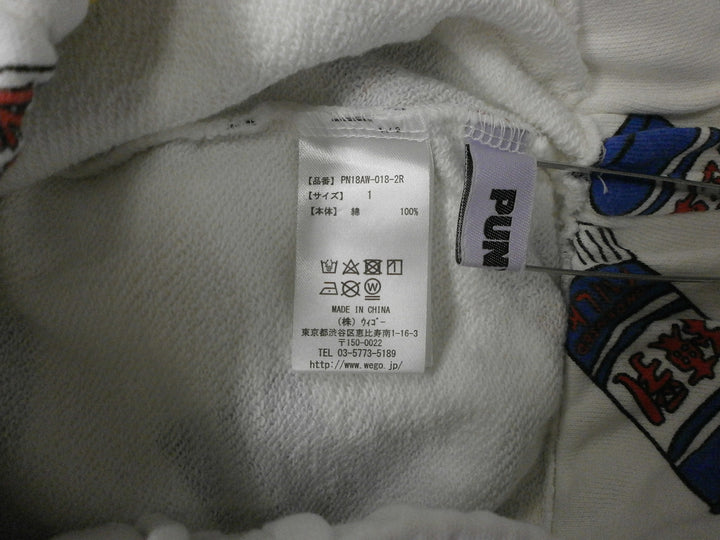 【品番】 PN18AW-018-2R
【サイズ】 1
【本体】 綿 100%
MADE IN CHINA
(株) ウィゴー
東京都渋谷区恵比寿南1-16-3
〒150-0022
TEL 03-5773-5189
http://www.wego.jp/
PUN